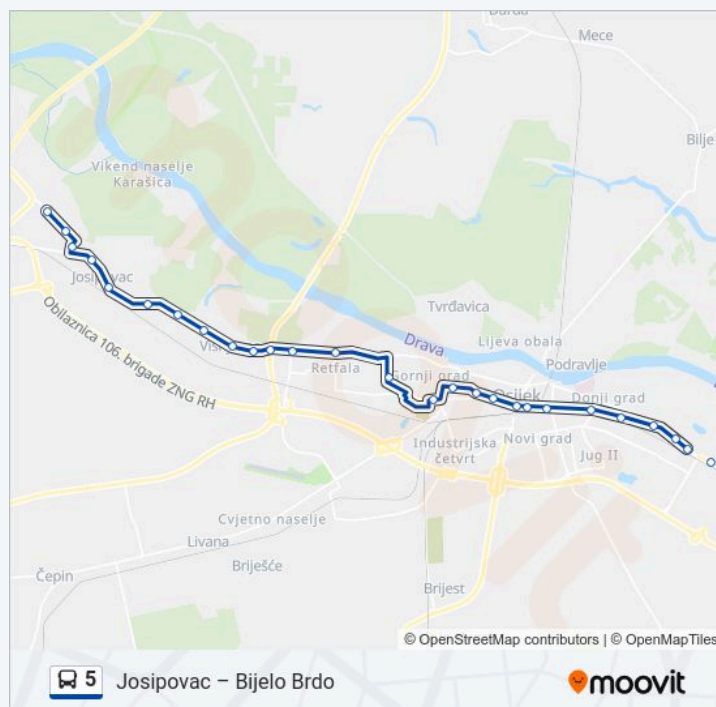 Darda
Mece
Bilje
Vikend naselje
Karašica
Josipovac
Tvrđavica
Drava
Lijeva obala
Podravlje
Retfala
Gornji grad
Osijek
Donji grad
Obilaznica 106. brigade ZNG RH
Industrijska
četvrt
Novi grad
Jug II
Cvjetno naselje
Livana
Briješće
Čepin
Brijest
© OpenStreetMap contributors | © OpenMapTiles
5
Josipovac – Bijelo Brdo
moovit